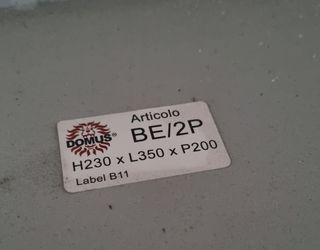 Articolo
DOMUS®
BE/2P
H230 x L350 x P200
Label B11